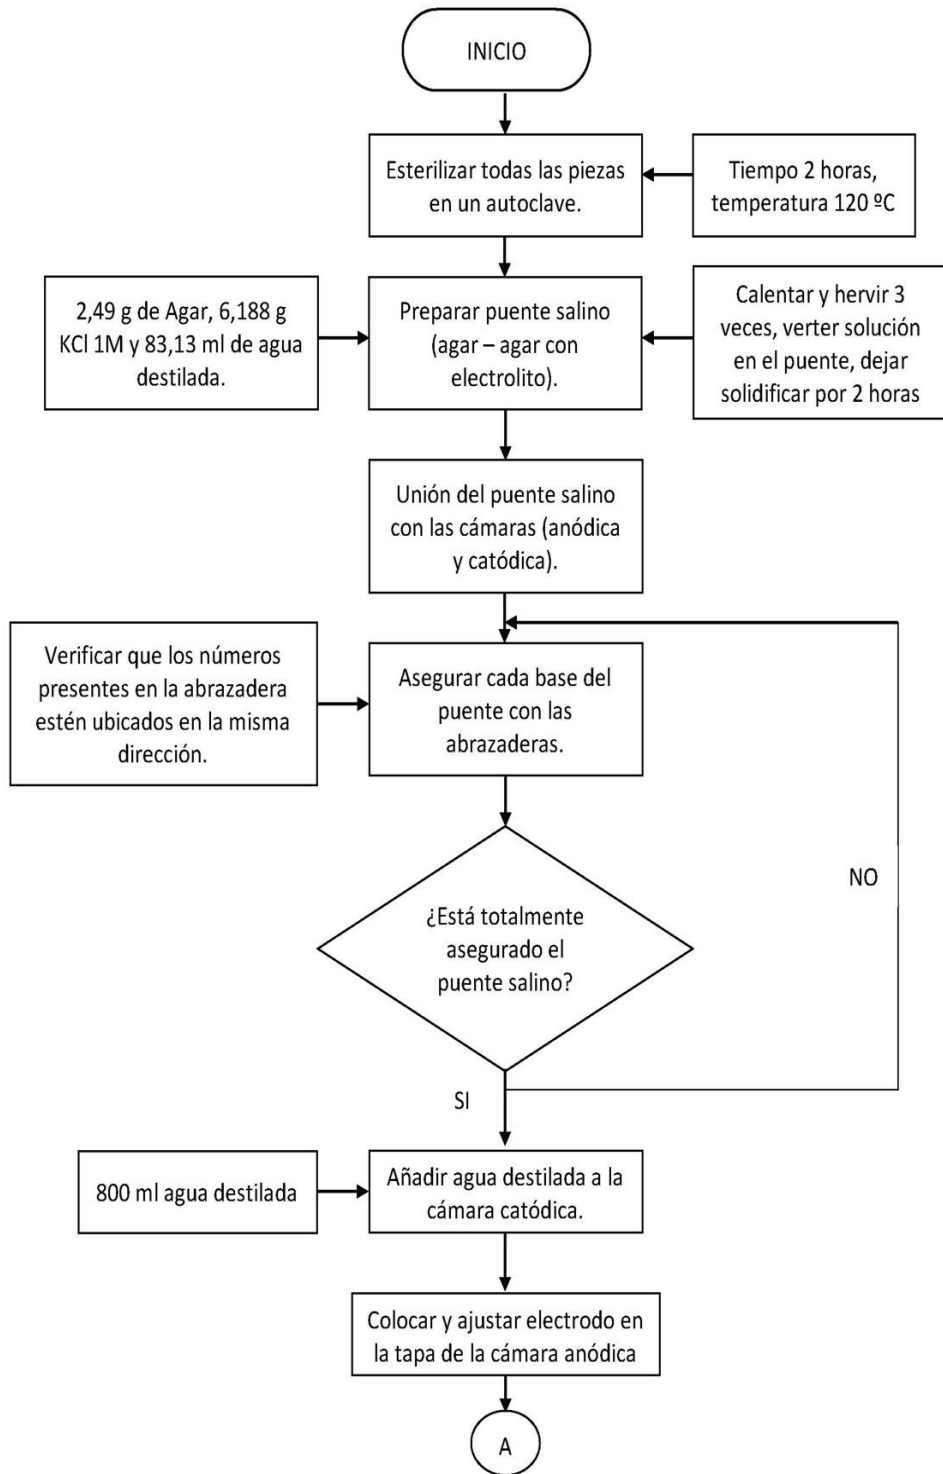 INICIO
Esterilizar todas las piezas
en un autoclave.
Tiempo 2 horas,
temperatura 120 ºC
2,49 g de Agar, 6,188 g
KCl 1M y 83,13 ml de agua
destilada.
Preparar puente salino
(agar – agar con
electrolito).
Calentar y hervir 3
veces, verter solución
en el puente, dejar
solidificar por 2 horas
Unión del puente salino
con las cámaras (anódica
y catódica).
Verificar que los números
presentes en la abrazadera
estén ubicados en la misma
dirección.
Asegurar cada base del
puente con las
abrazaderas.
¿Está totalmente
asegurado el
puente salino?
NO
SI
800 ml agua destilada
Añadir agua destilada a la
cámara catódica.
Colocar y ajustar electrodo en
la tapa de la cámara anódica
A